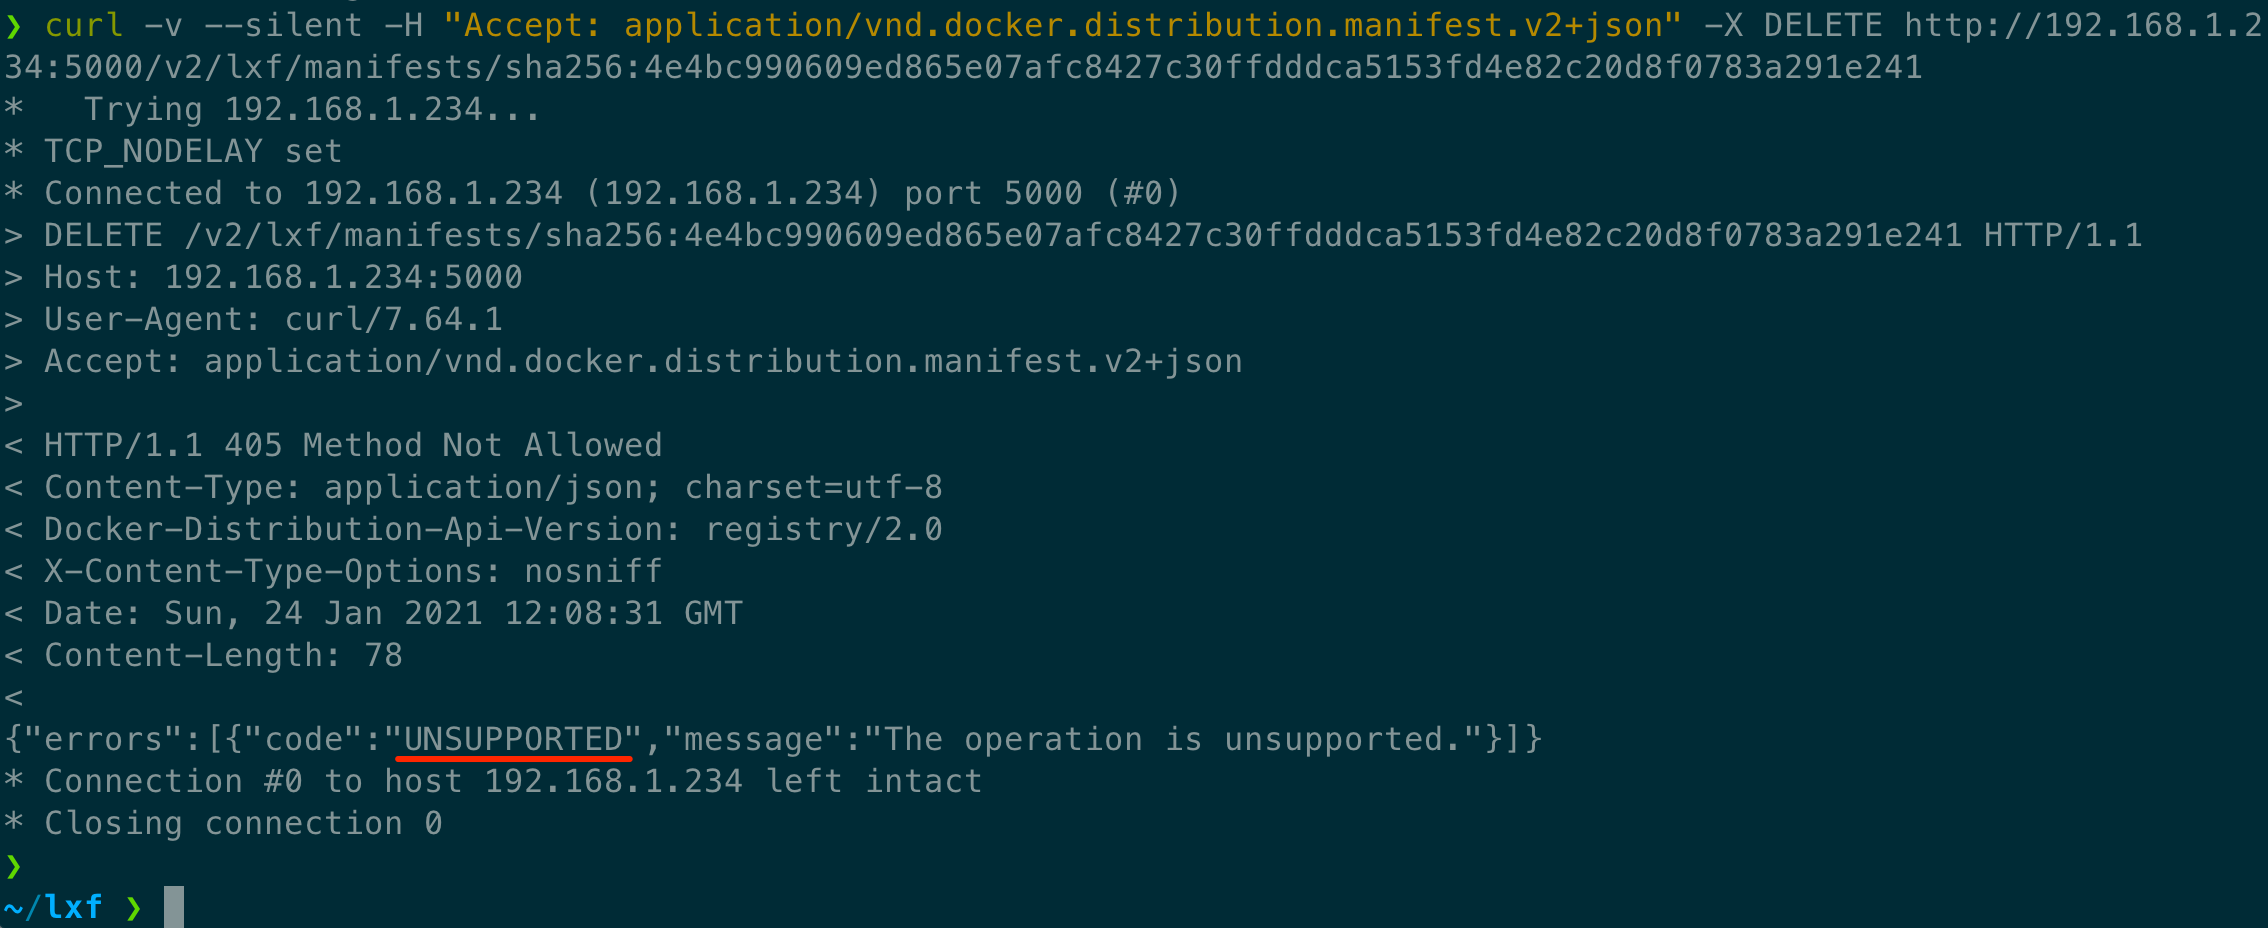 ❯ curl -v --silent -H "Accept: application/vnd.docker.distribution.manifest.v2+json" -X DELETE http://192.168.1.2
34:5000/v2/lxf/manifests/sha256:4e4bc990609ed865e07afc8427c30ffdddca5153fd4e82c20d8f0783a291e241
*   Trying 192.168.1.234...
* TCP_NODELAY set
* Connected to 192.168.1.234 (192.168.1.234) port 5000 (#0)
> DELETE /v2/lxf/manifests/sha256:4e4bc990609ed865e07afc8427c30ffdddca5153fd4e82c20d8f0783a291e241 HTTP/1.1
> Host: 192.168.1.234:5000
> User-Agent: curl/7.64.1
> Accept: application/vnd.docker.distribution.manifest.v2+json
>
< HTTP/1.1 405 Method Not Allowed
< Content-Type: application/json; charset=utf-8
< Docker-Distribution-Api-Version: registry/2.0
< X-Content-Type-Options: nosniff
< Date: Sun, 24 Jan 2021 12:08:31 GMT
< Content-Length: 78
<
{"errors":[{"code":"UNSUPPORTED","message":"The operation is unsupported."}]}
* Connection #0 to host 192.168.1.234 left intact
* Closing connection 0
❯
~/lxf ❯